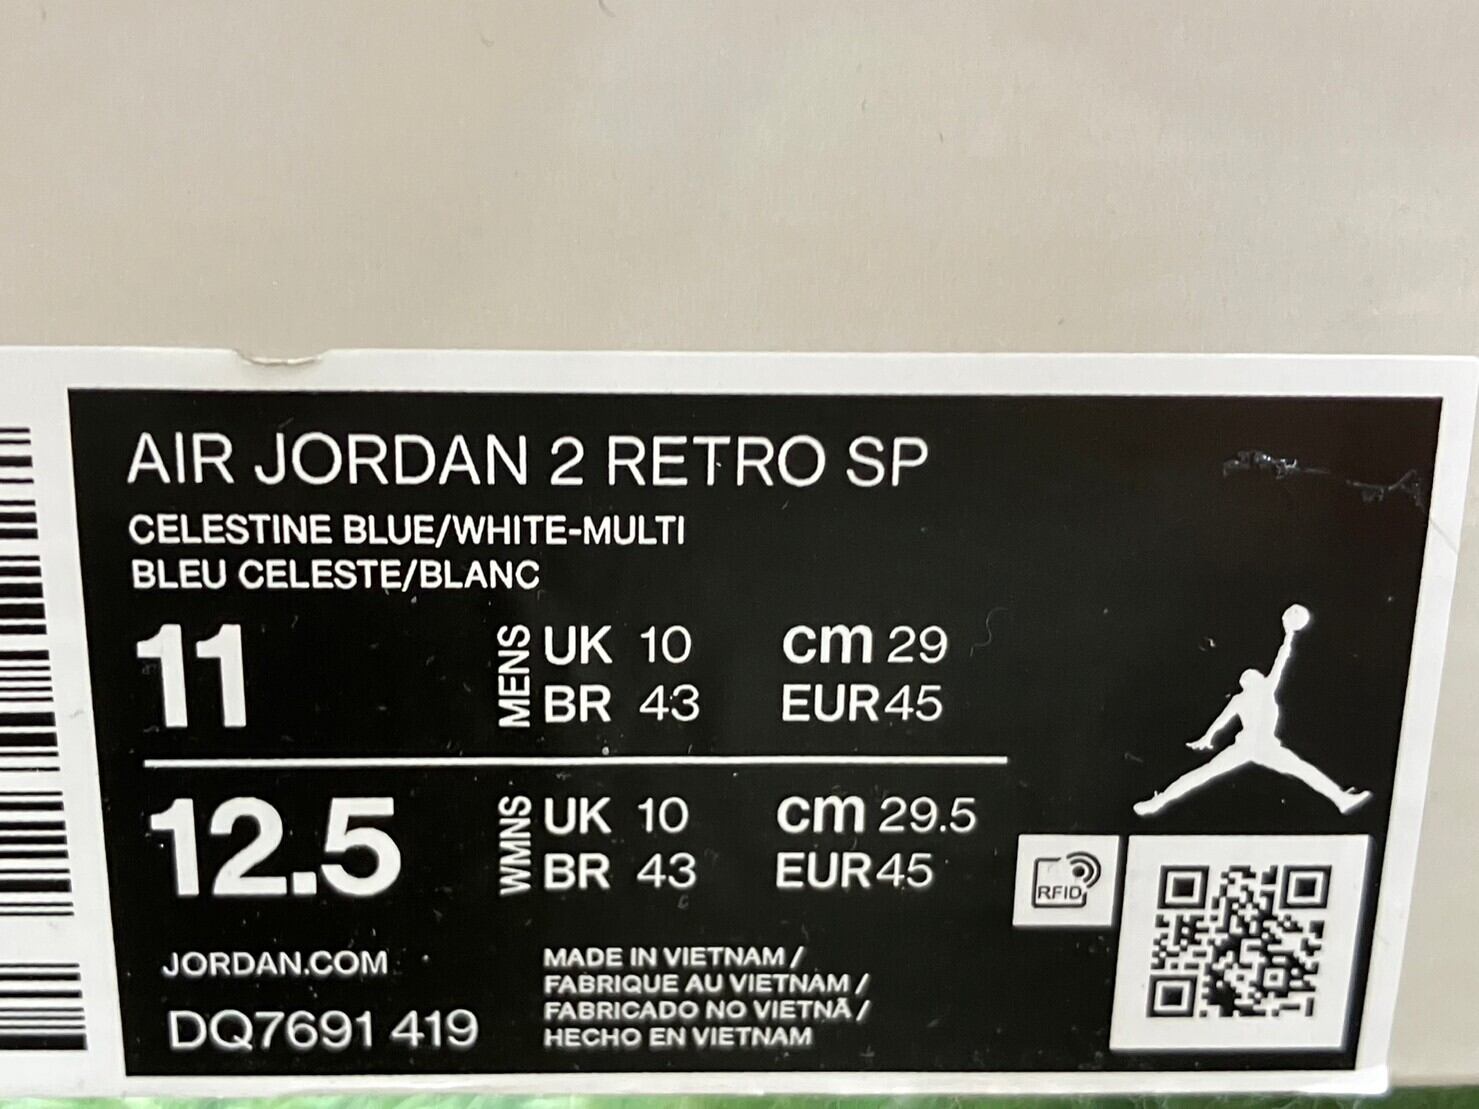 AIR JORDAN 2 RETRO SP
CELESTINE BLUE/WHITE-MULTI
BLEU CELESTE/BLANC
11 MENS UK 10 cm 29
BR 43 EUR 45
12.5 WMNS UK 10 cm 29.5
BR 43 EUR 45
RFID
JORDAN.COM
DQ7691 419
MADE IN VIETNAM /
FABRIQUE AU VIETNAM /
FABRICADO NO VIETNÃ /
HECHO EN VIETNAM